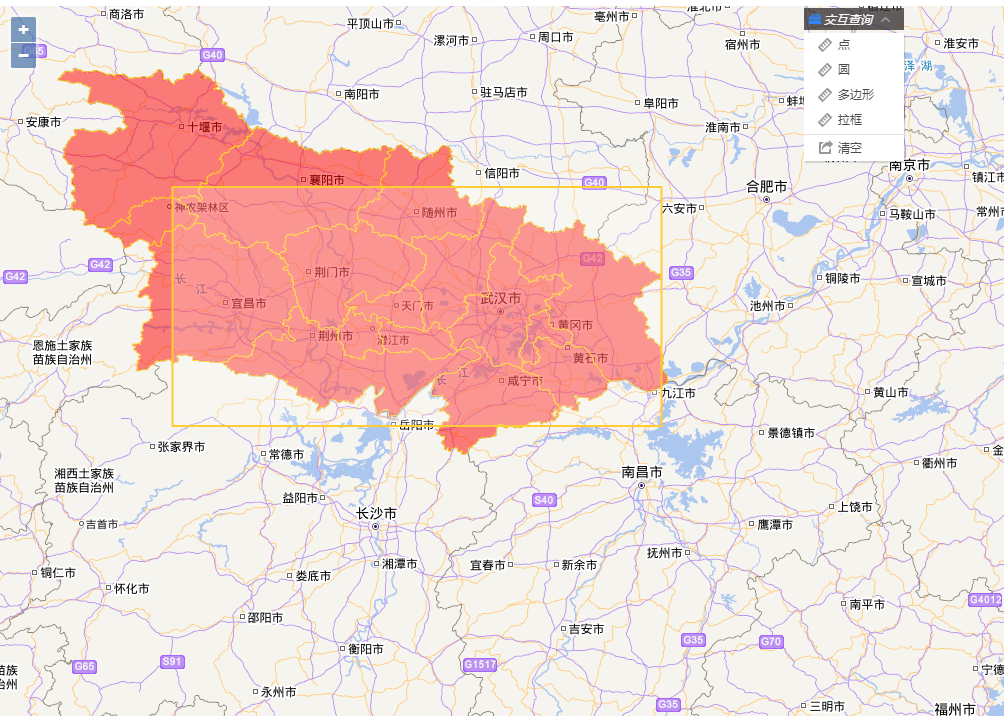 商洛市
平顶山市
漯河市
周口市
亳州市
淮北市
宿州市
淮安市
交互查询
点
圆
多边形
拉框
清空
+
−
G65
G40
南阳市
驻马店市
阜阳市
泽 湖
安康市
十堰市
淮南市
信阳市
G40
合肥市
南京市
镇江市
襄阳市
神农架林区
随州市
六安市
马鞍山市
常州市
G42
G42
G42
G35
长 江
荆门市
铜陵市
宣城市
宜昌市
天门市
武汉市
池州市
恩施土家族
苗族自治州
荆州市
潜江市
黄冈市
黄石市
长 江
咸宁市
九江市
黄山市
岳阳市
张家界市
常德市
景德镇市
衢州市
金
湘西土家族
苗族自治州
益阳市
南昌市
S40
长沙市
上饶市
吉首市
鹰潭市
抚州市
湘潭市
宜春市
新余市
铜仁市
娄底市
怀化市
G4012
南平市
邵阳市
吉安市
G35
G70
衡阳市
G65
S91
G1517
苗族
治州
宁德
永州市
G35
三明市
福州市